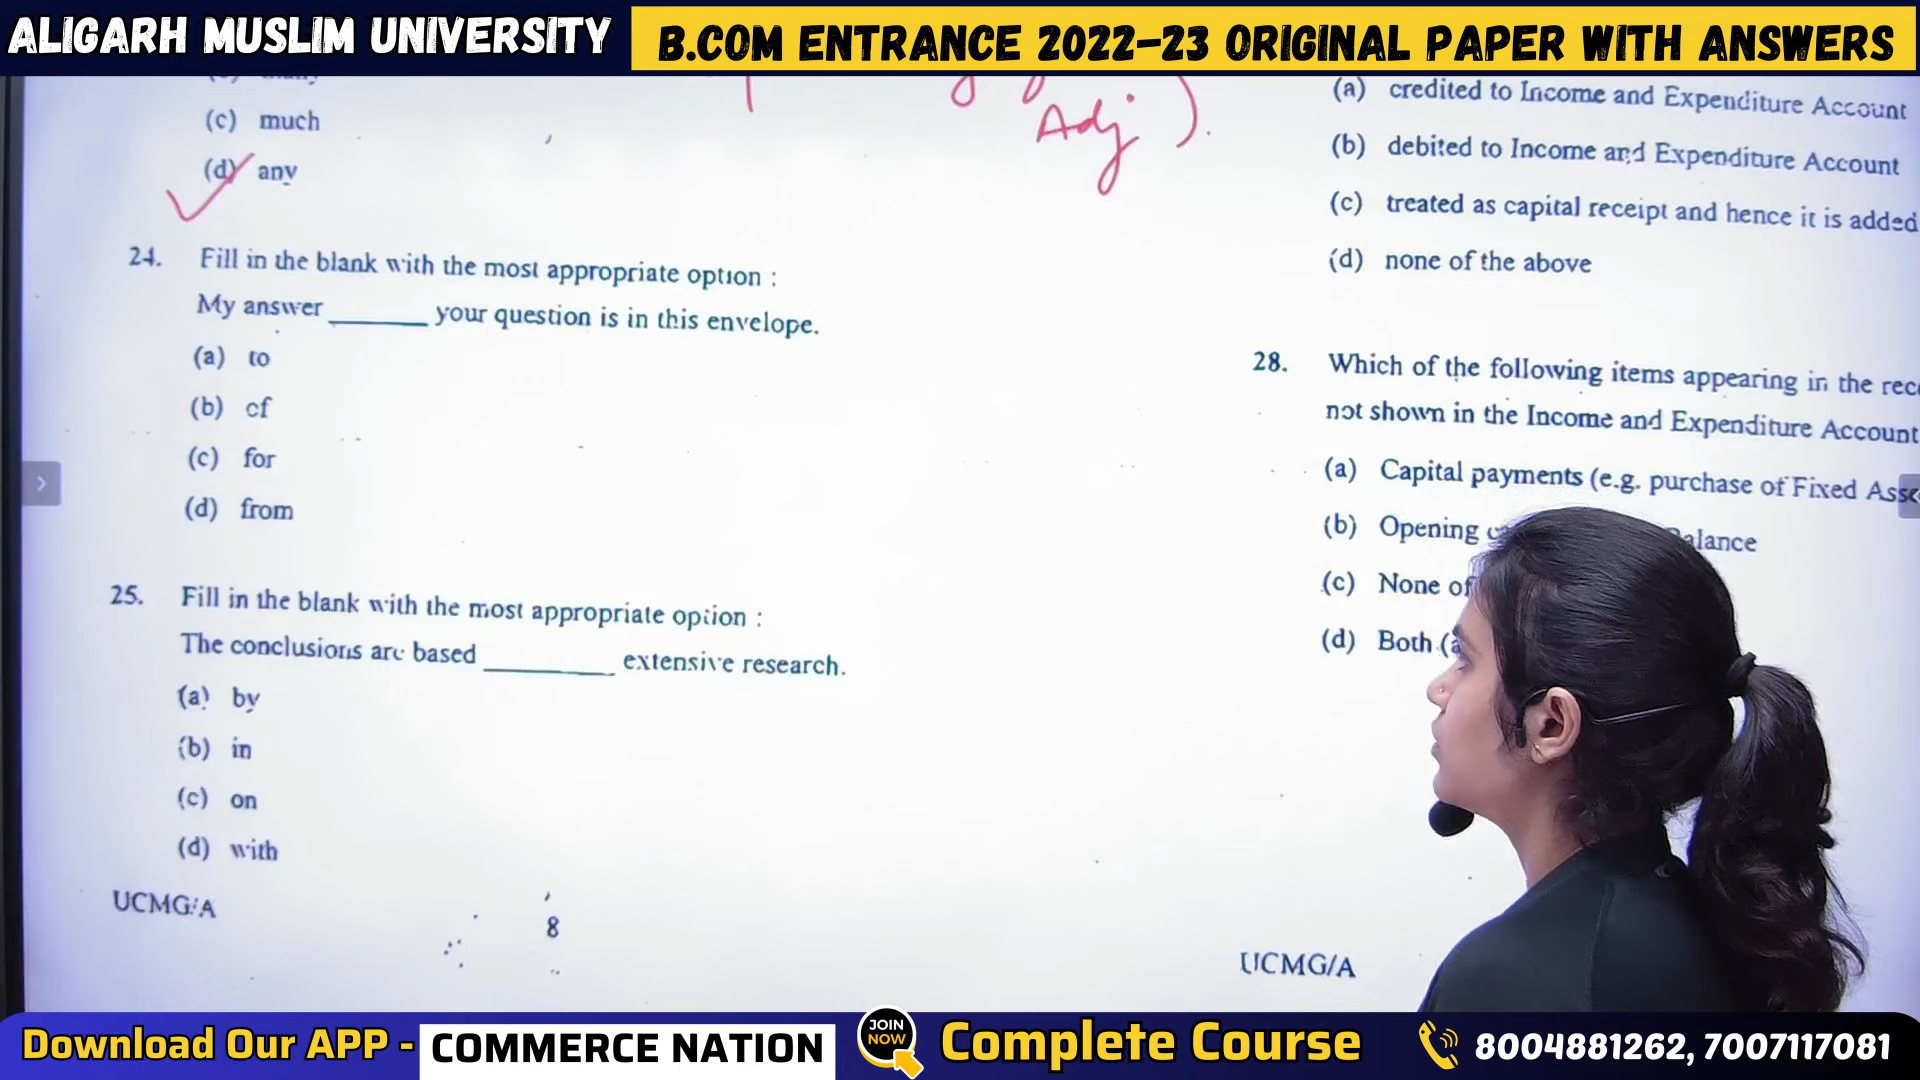 ALIGARH MUSLIM UNIVERSITY
B.COM ENTRANCE 2022-23 ORIGINAL PAPER WITH ANSWERS
(c) much
(d) any
24. Fill in the blank with the most appropriate option :
My answer ______ your question is in this envelope.
(a) to
(b) of
(c) for
(d) from
25. Fill in the blank with the most appropriate option :
The conclusions are based ________ extensive research.
(a) by
(b) in
(c) on
(d) with
UCMG/A
8
Adj ).
(a) credited to Income and Expenditure Account
(b) debited to Income and Expenditure Account
(c) treated as capital receipt and hence it is added
(d) none of the above
28. Which of the following items appearing in the
not shown in the Income and Expenditure Account
(a) Capital payments (e.g. purchase of Fixed
(b) Opening Balance
(c) None of
(d) Both (a
UCMG/A
Download Our APP - COMMERCE NATION
JOIN NOW
Complete Course
8004881262, 7007117081